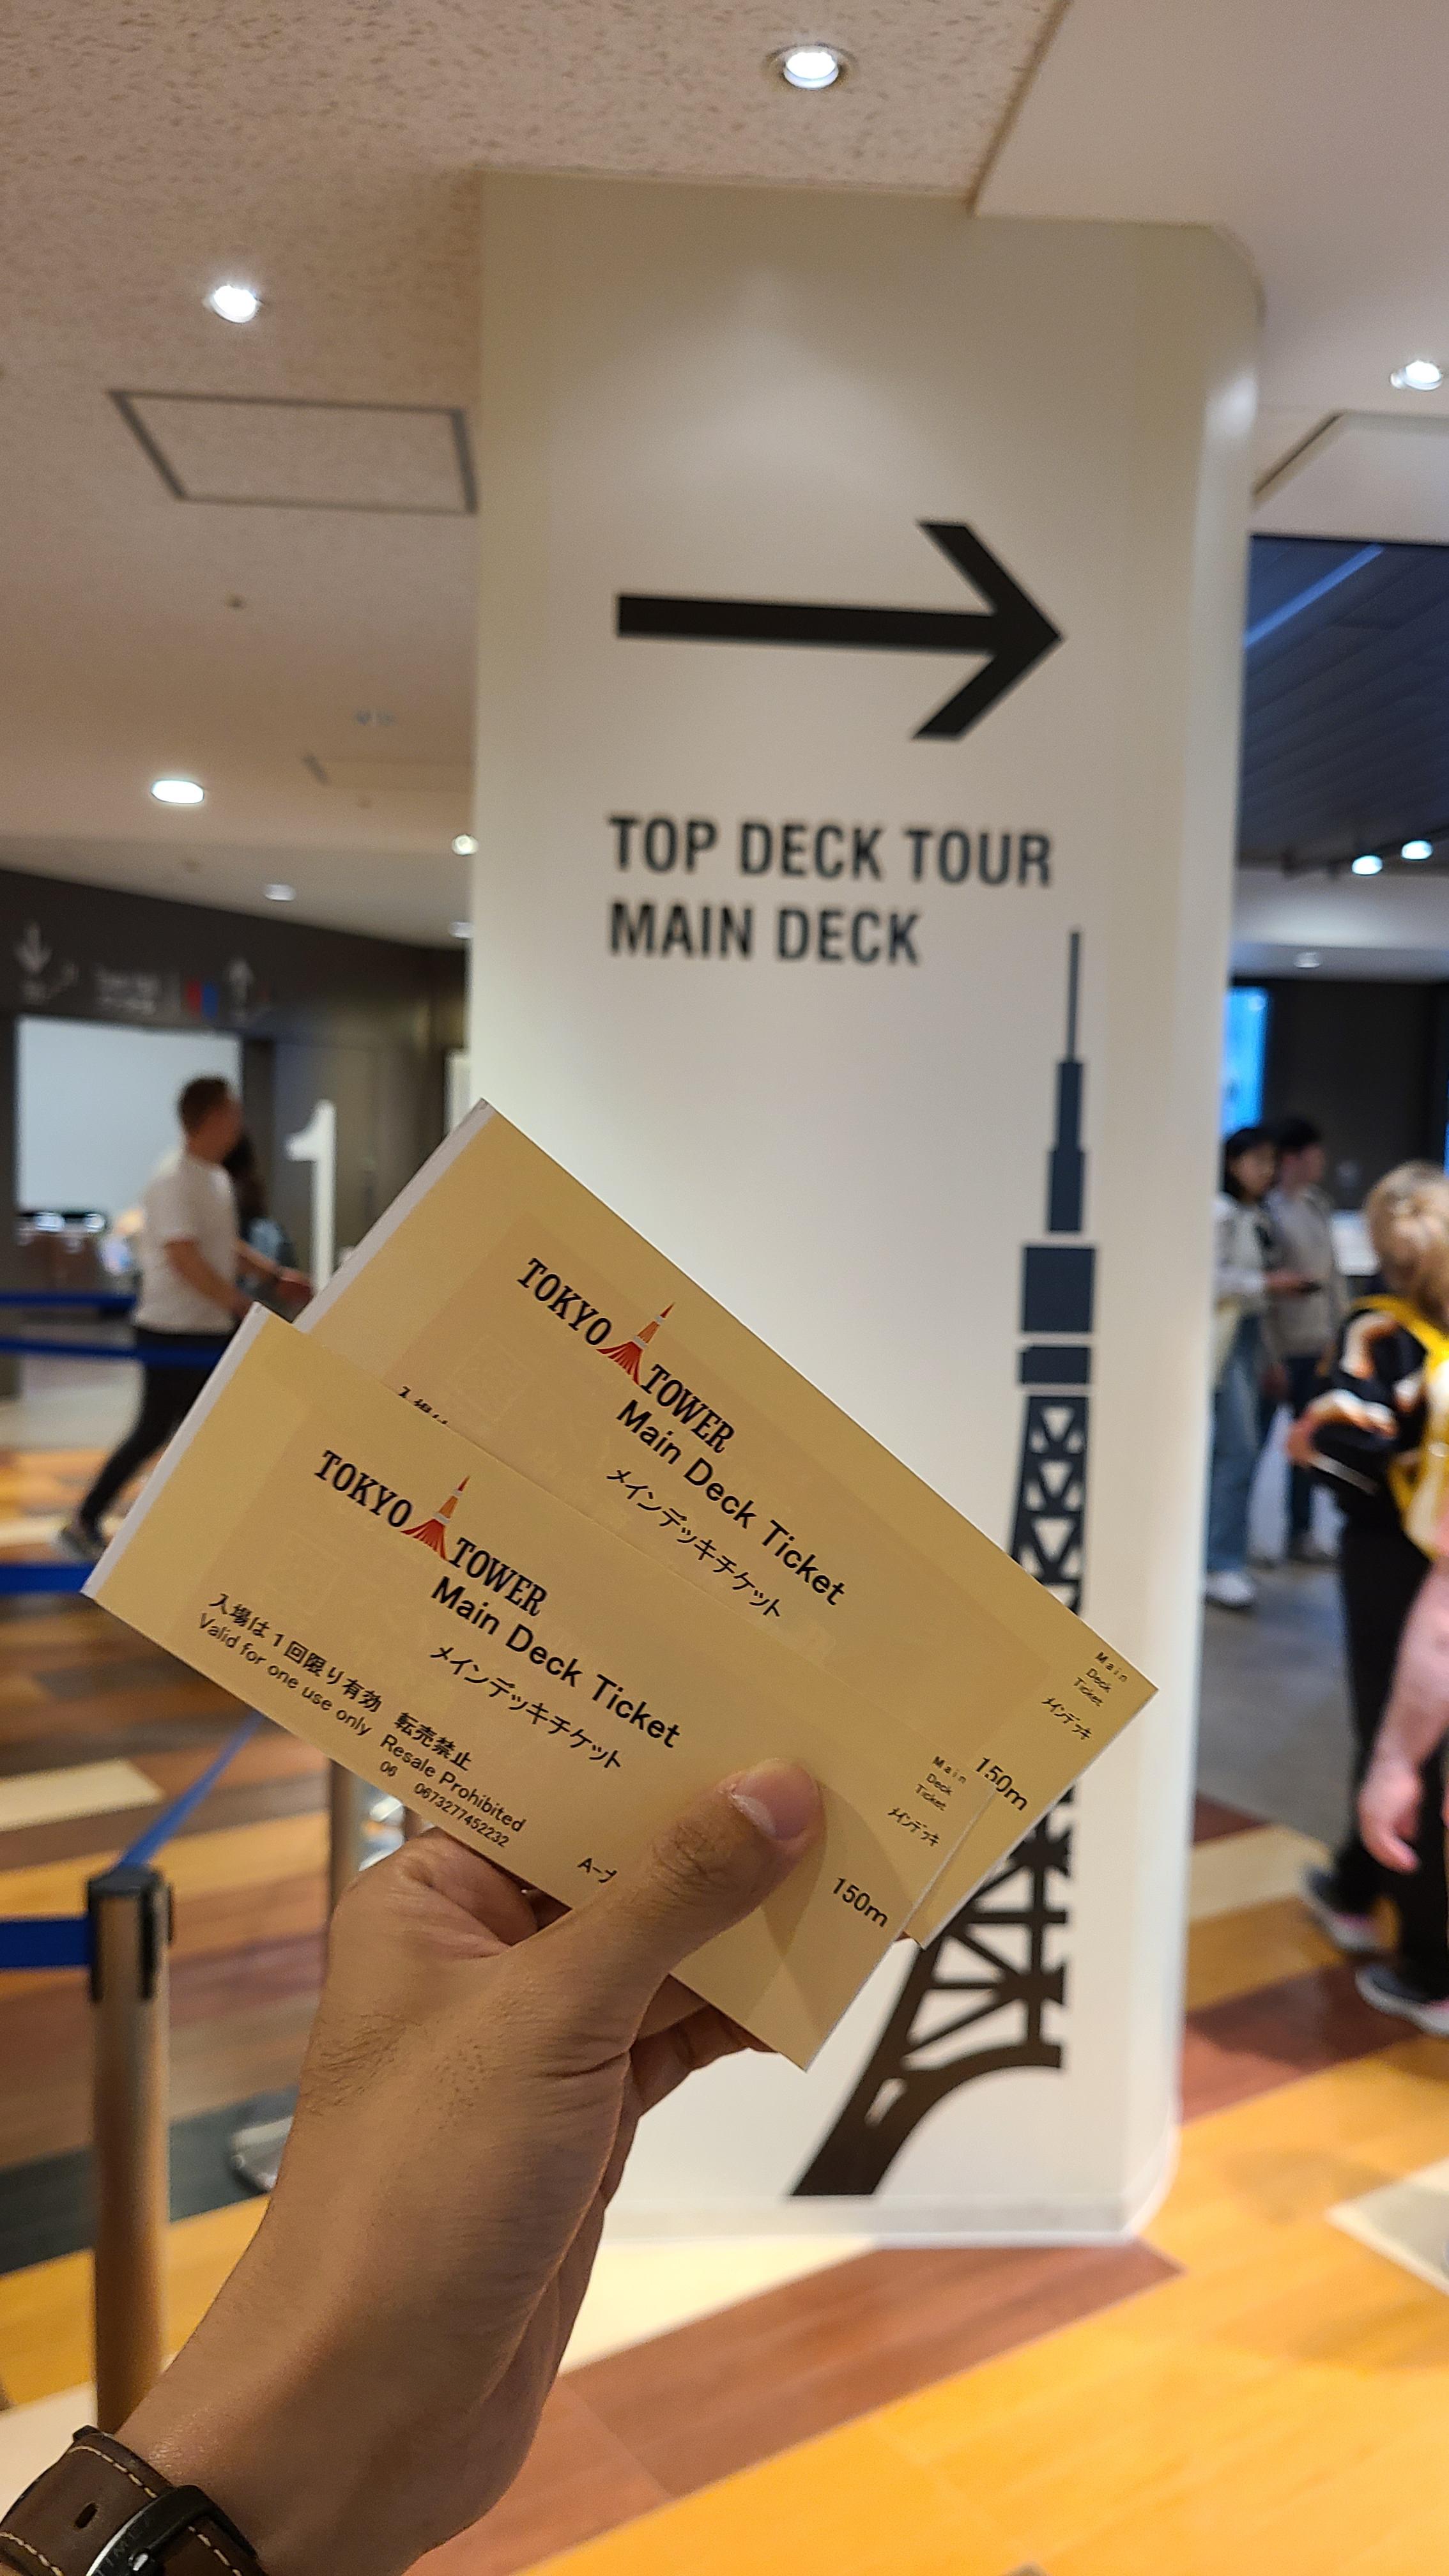 TOP DECK TOUR
MAIN DECK
TOKYO TOWER
Main Deck Ticket
メインデッキチケット
Main
Deck
Ticket
メインデッキ
150m
TOKYO TOWER
Main Deck Ticket
メインデッキチケット
入場は1回限り有効 転売禁止
Valid for one use only Resale Prohibited
06 0673277452232
Main
Deck
Ticket
メインデッキ
150m
1